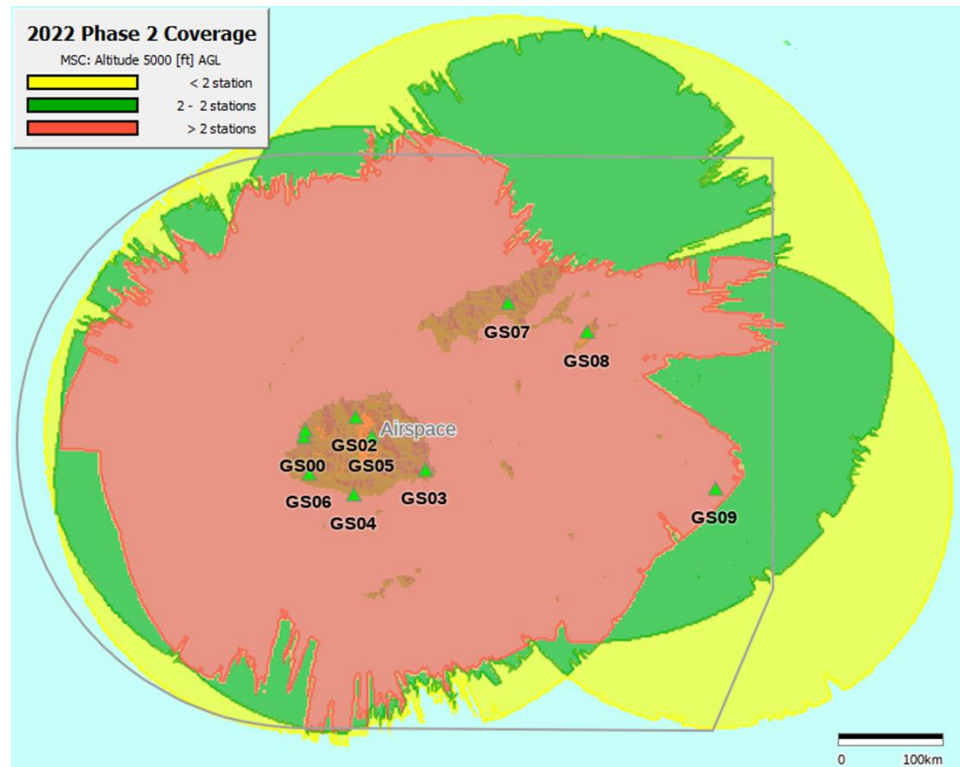 2022 Phase 2 Coverage
MSC: Altitude 5000 [ft] AGL
< 2 station
2 - 2 stations
> 2 stations
GS07
GS08
Airspace
GS02
GS00
GS05
GS06
GS03
GS04
GS09
0 100km